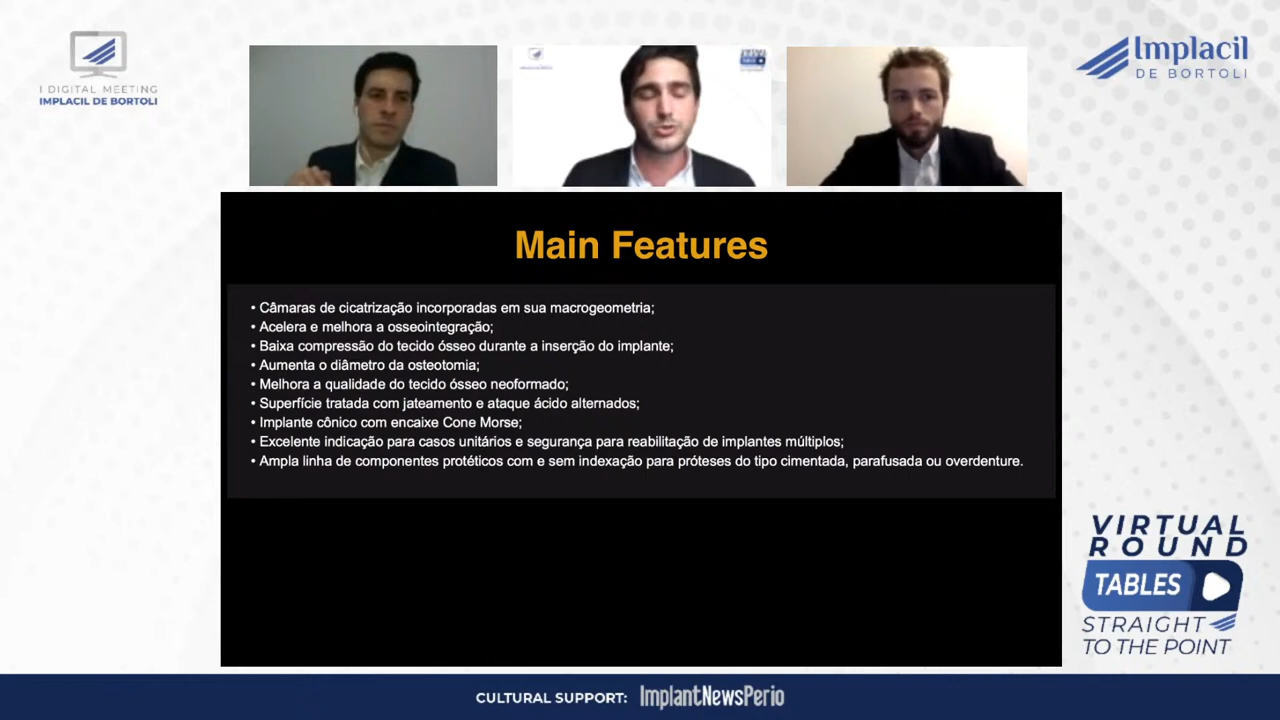 I DIGITAL MEETING
IMPLACIL DE BORTOLI
Implacil
DE BORTOLI
Main Features
• Câmaras de cicatrização incorporadas em sua macrogeometria;
• Acelera e melhora a osseointegração;
• Baixa compressão do tecido ósseo durante a inserção do implante;
• Aumenta o diâmetro da osteotomia;
• Melhora a qualidade do tecido ósseo neoformado;
• Superfície tratada com jateamento e ataque ácido alternados;
• Implante cônico com encaixe Cone Morse;
• Excelente indicação para casos unitários e segurança para reabilitação de implantes múltiplos;
• Ampla linha de componentes protéticos com e sem indexação para próteses do tipo cimentada, parafusada ou overdenture.
VIRTUAL
ROUND
TABLES
STRAIGHT
TO THE POINT
CULTURAL SUPPORT: ImplantNewsPerio